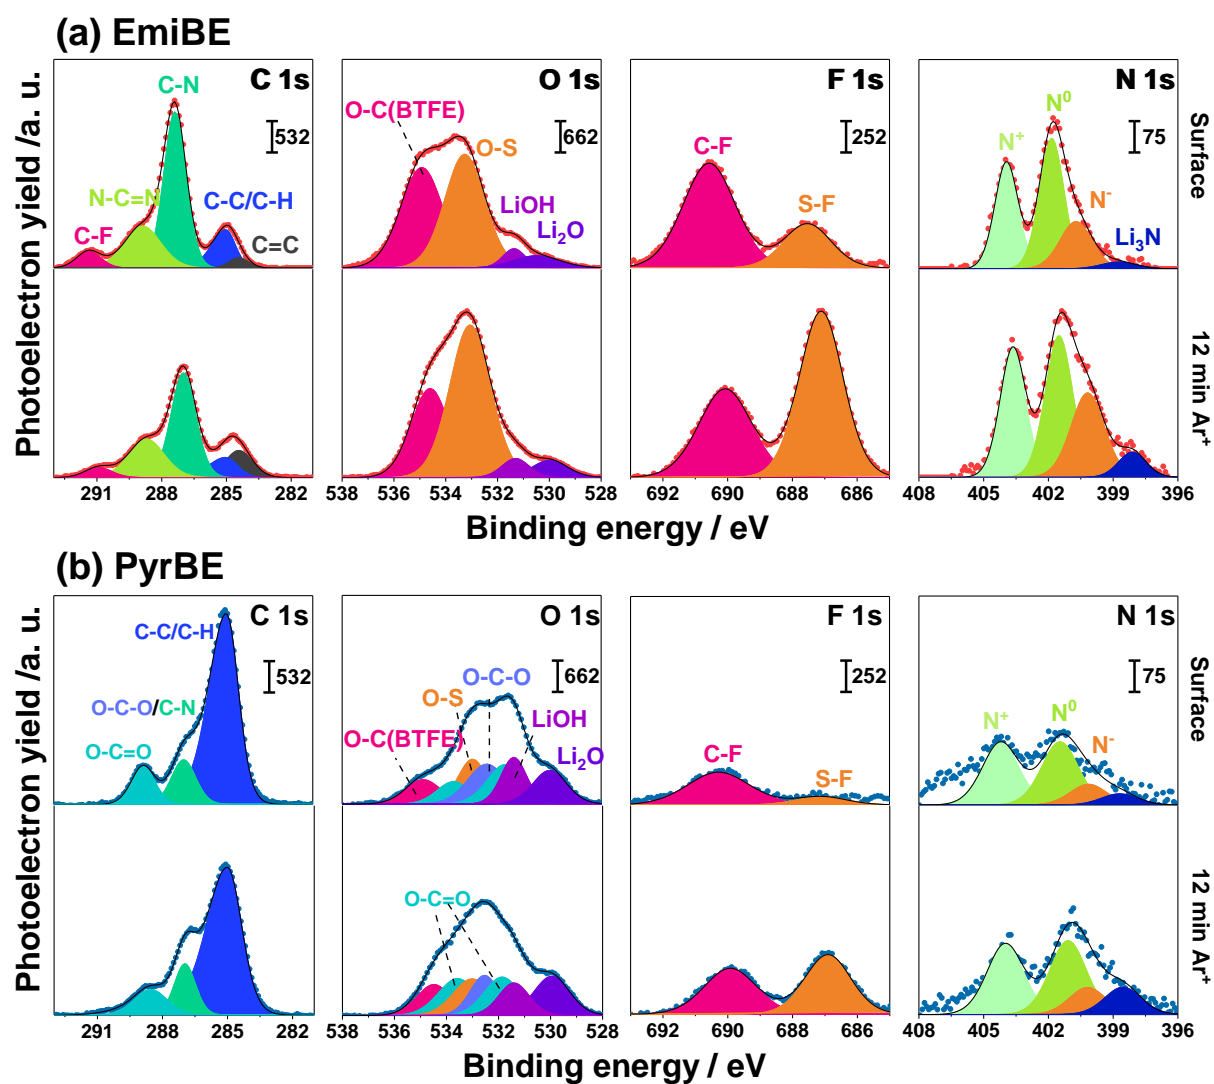 (a) EmiBE
Photoelectron yield /a. u.
C 1s
532
C-N
N-C=N
C-C/C-H
C-F
C=C
O 1s
662
O-C(BTFE)
O-S
LiOH
Li₂O
F 1s
252
C-F
S-F
N 1s
75
N⁺
N⁰
N⁻
Li₃N
Surface
12 min Ar⁺
291 288 285 282
538 536 534 532 530 528
692 690 688 686
408 405 402 399 396
Binding energy / eV
(b) PyrBE
Photoelectron yield /a. u.
C 1s
532
C-C/C-H
O-C-O/C-N
O-C=O
O 1s
662
O-C-O
O-S
O-C(BTFE)
LiOH
Li₂O
F 1s
252
C-F
S-F
N 1s
75
N⁺
N⁰
N⁻
Surface
O-C=O
12 min Ar⁺
291 288 285 282
538 536 534 532 530 528
692 690 688 686
408 405 402 399 396
Binding energy / eV